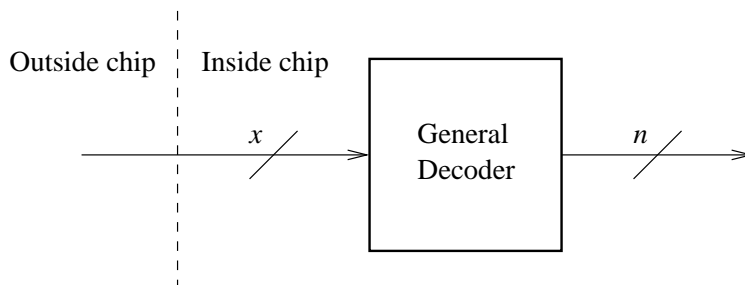 Outside chip
Inside chip
x
General
Decoder
n